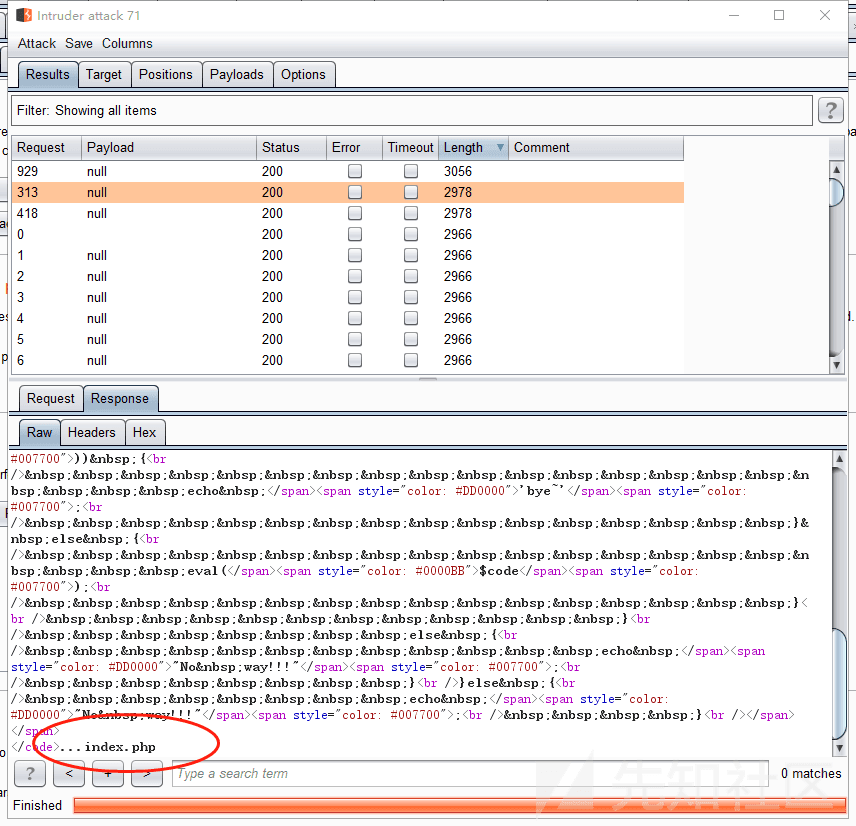 Intruder attack 71
Attack Save Columns
Results Target Positions Payloads Options
Filter: Showing all items ?
Request Payload Status Error Timeout Length Comment
929 null 200 3056
313 null 200 2978
418 null 200 2978
0 200 2966
1 null 200 2966
2 null 200 2966
3 null 200 2966
4 null 200 2966
5 null 200 2966
6 null 200 2966
Request Response
Raw Headers Hex
#007700">))&nbsp;{<br
/>&nbsp;&nbsp;&nbsp;&nbsp;&nbsp;&nbsp;&nbsp;&nbsp;&nbsp;&nbsp;&nbsp;&nbsp;&nbsp;&nbsp;&nbsp;&nbsp;&n
bsp;&nbsp;&nbsp;&nbsp;echo&nbsp;</span><span style="color: #DD0000">'bye~'</span><span style="color:
#007700">;<br
/>&nbsp;&nbsp;&nbsp;&nbsp;&nbsp;&nbsp;&nbsp;&nbsp;&nbsp;&nbsp;&nbsp;&nbsp;&nbsp;&nbsp;&nbsp;&nbsp;}&
nbsp;else&nbsp;{<br
/>&nbsp;&nbsp;&nbsp;&nbsp;&nbsp;&nbsp;&nbsp;&nbsp;&nbsp;&nbsp;&nbsp;&nbsp;&nbsp;&nbsp;&nbsp;&nbsp;&n
bsp;&nbsp;&nbsp;&nbsp;eval(</span><span style="color: #0000BB">$code</span><span style="color:
#007700">);<br
/>&nbsp;&nbsp;&nbsp;&nbsp;&nbsp;&nbsp;&nbsp;&nbsp;&nbsp;&nbsp;&nbsp;&nbsp;&nbsp;&nbsp;&nbsp;&nbsp;}<
br />&nbsp;&nbsp;&nbsp;&nbsp;&nbsp;&nbsp;&nbsp;&nbsp;&nbsp;&nbsp;&nbsp;&nbsp;}<br
/>&nbsp;&nbsp;&nbsp;&nbsp;&nbsp;&nbsp;&nbsp;&nbsp;else&nbsp;{<br
/>&nbsp;&nbsp;&nbsp;&nbsp;&nbsp;&nbsp;&nbsp;&nbsp;&nbsp;&nbsp;&nbsp;&nbsp;echo&nbsp;</span><span
style="color: #DD0000">"No&nbsp;way!!!"</span><span style="color: #007700">;<br
/>&nbsp;&nbsp;&nbsp;&nbsp;&nbsp;&nbsp;&nbsp;&nbsp;}<br />}else&nbsp;{<br
/>&nbsp;&nbsp;&nbsp;&nbsp;&nbsp;&nbsp;&nbsp;&nbsp;echo&nbsp;</span><span style="color:
#DD0000">"No&nbsp;way!!!"</span><span style="color: #007700">;<br />&nbsp;&nbsp;&nbsp;&nbsp;}<br /></span>
</span>
</code>...index.php
? < + > Type a search term 0 matches
Finished
先知社区